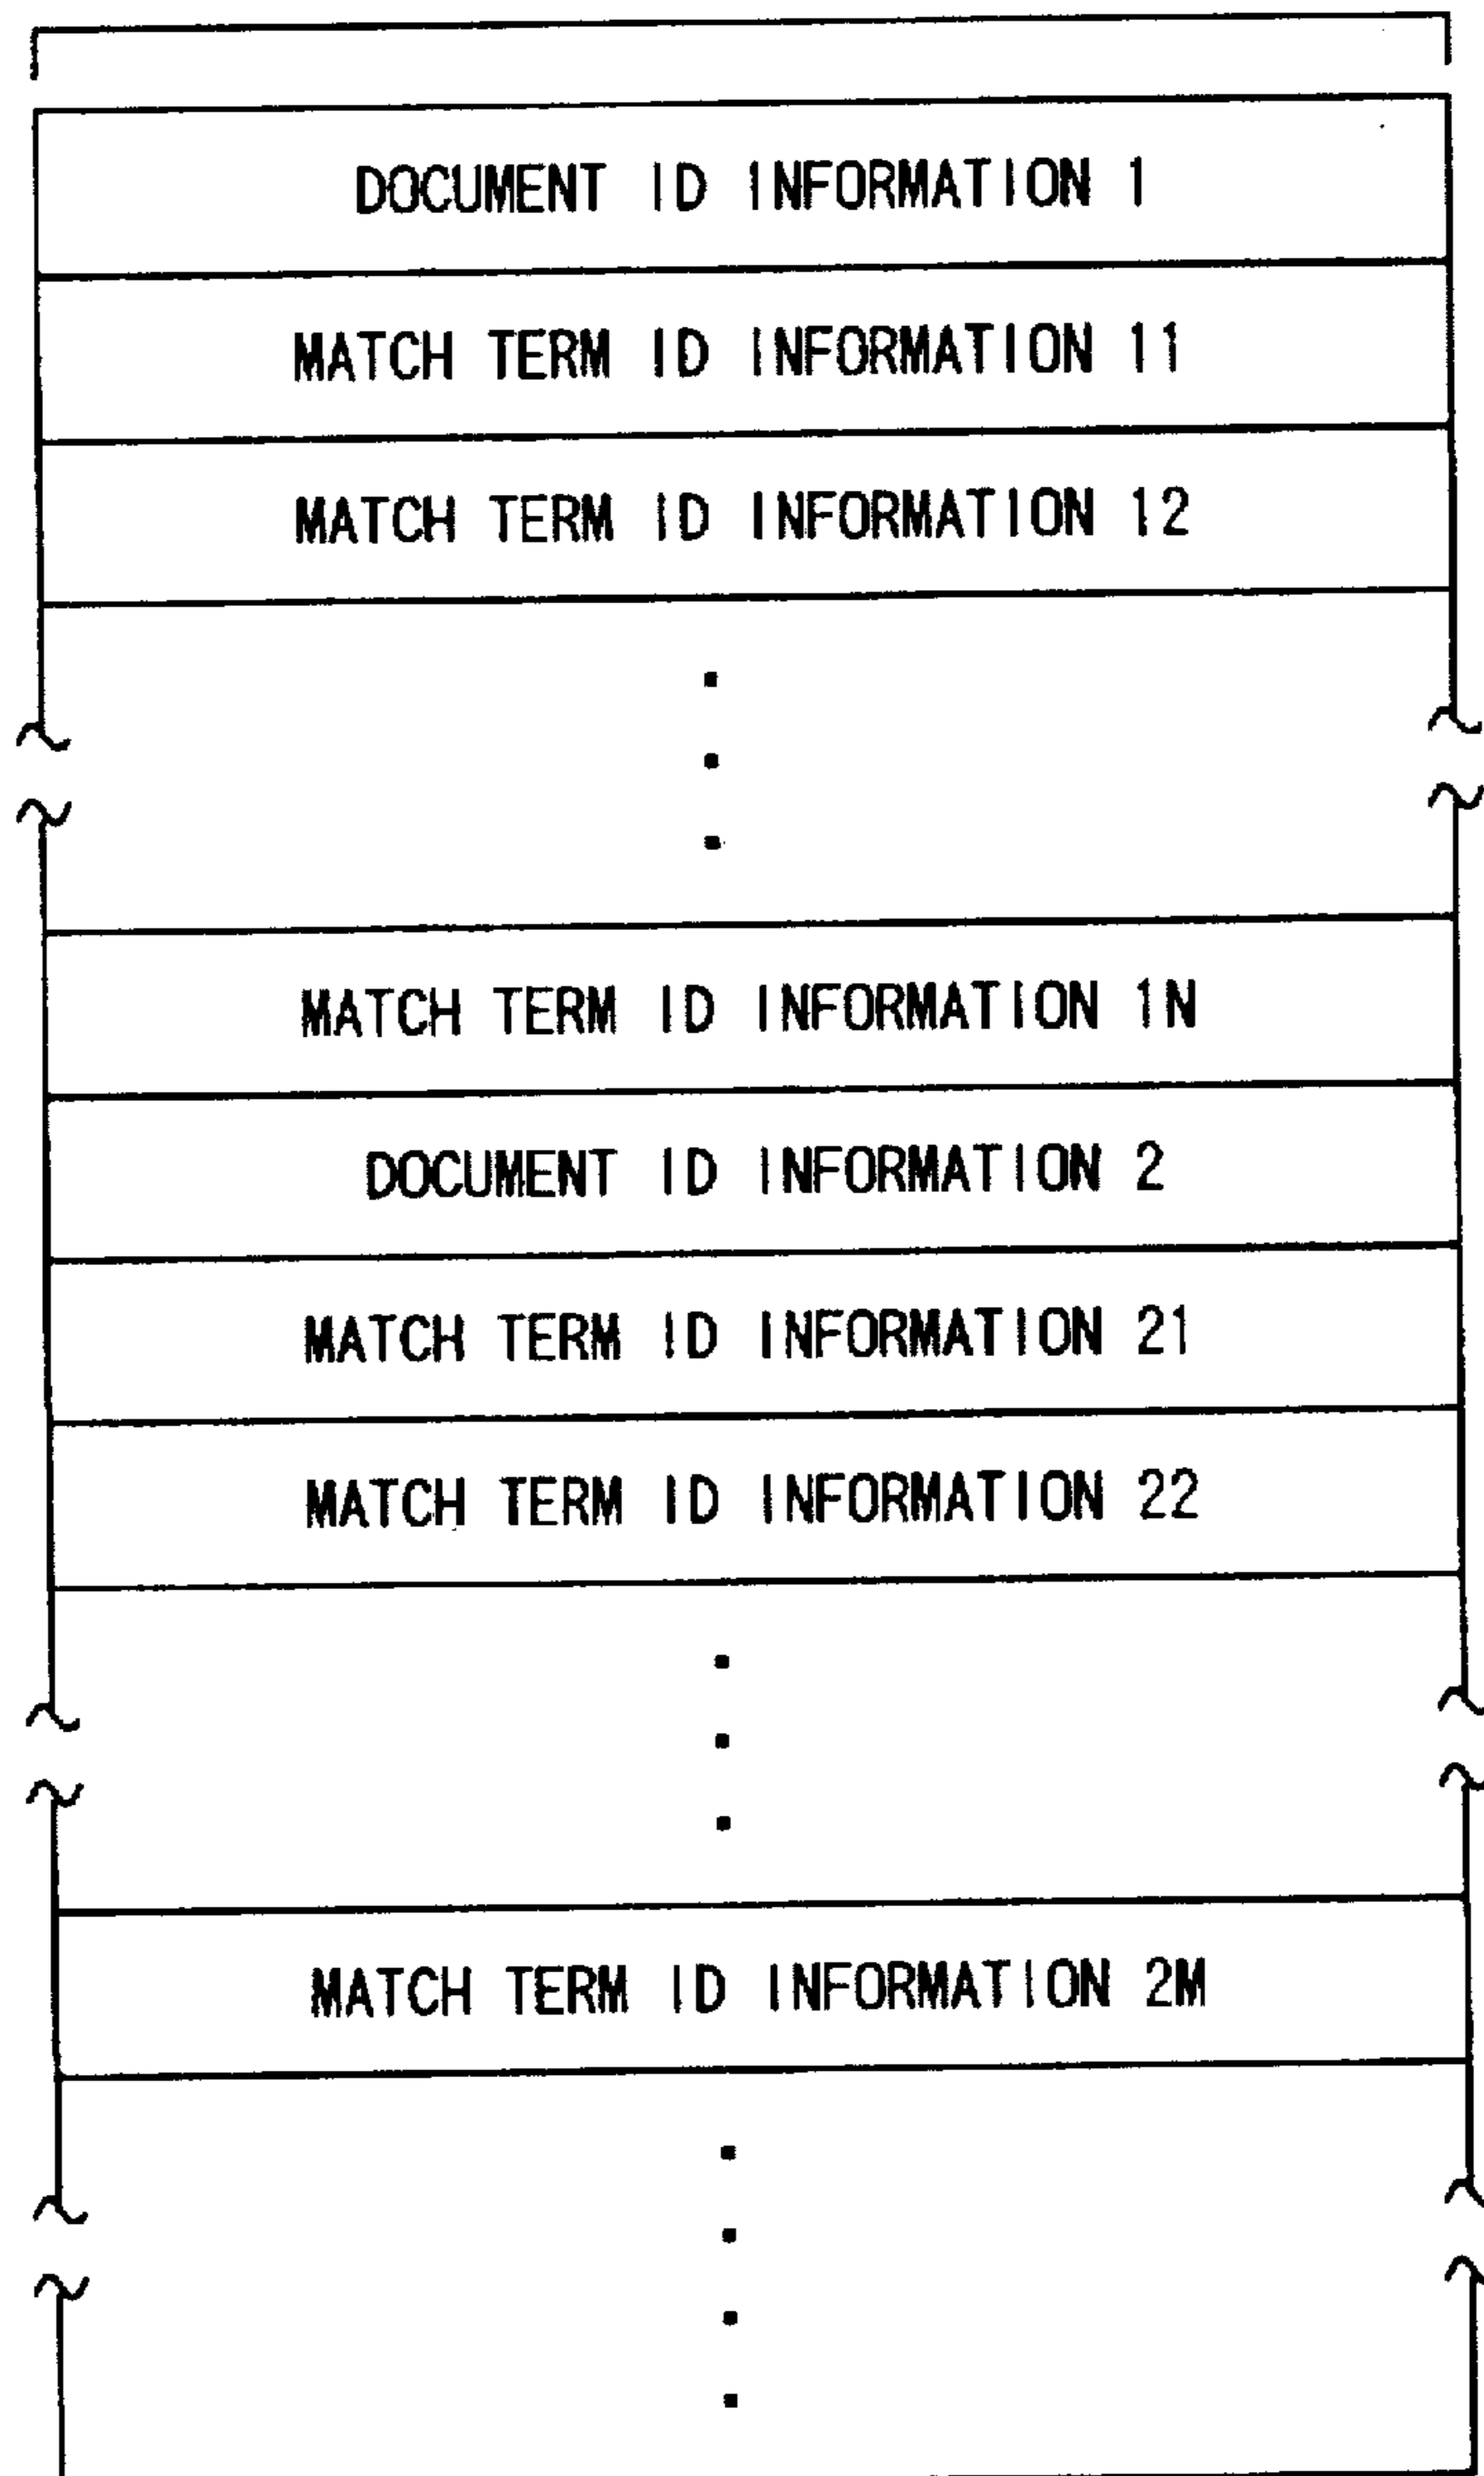 DOCUMENT ID INFORMATION 1
MATCH TERM ID INFORMATION 11
MATCH TERM ID INFORMATION 12
MATCH TERM ID INFORMATION 1N
DOCUMENT ID INFORMATION 2
MATCH TERM ID INFORMATION 21
MATCH TERM ID INFORMATION 22
MATCH TERM ID INFORMATION 2M